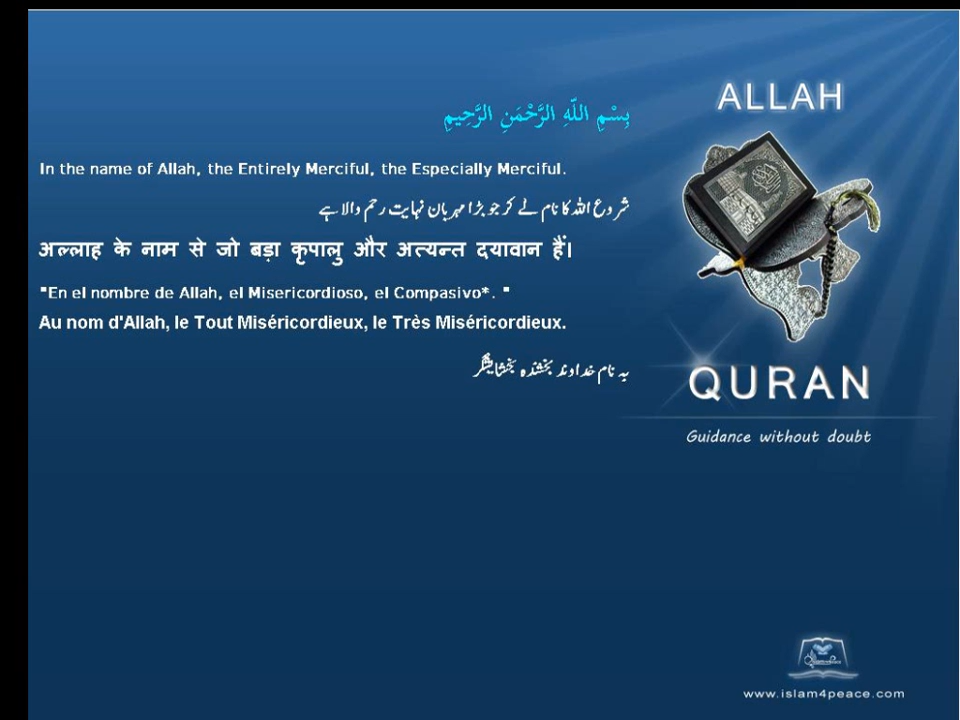 بِسْمِ اللّهِ الرَّحْمَنِ الرَّحِيمِ
In the name of Allah, the Entirely Merciful, the Especially Merciful.
شروع الله کا نام لے کر جو بڑا مہربان نہایت رحم والا ہے
अल्लाह के नाम से जो बड़ा कृपालु और अत्यन्त दयावान हैं।
"En el nombre de Allah, el Misericordioso, el Compasivo*. "
Au nom d'Allah, le Tout Miséricordieux, le Très Miséricordieux.
به نام خداوند بخشنده بخشایشگر
ALLAH
QURAN
Guidance without doubt
www.islam4peace.com